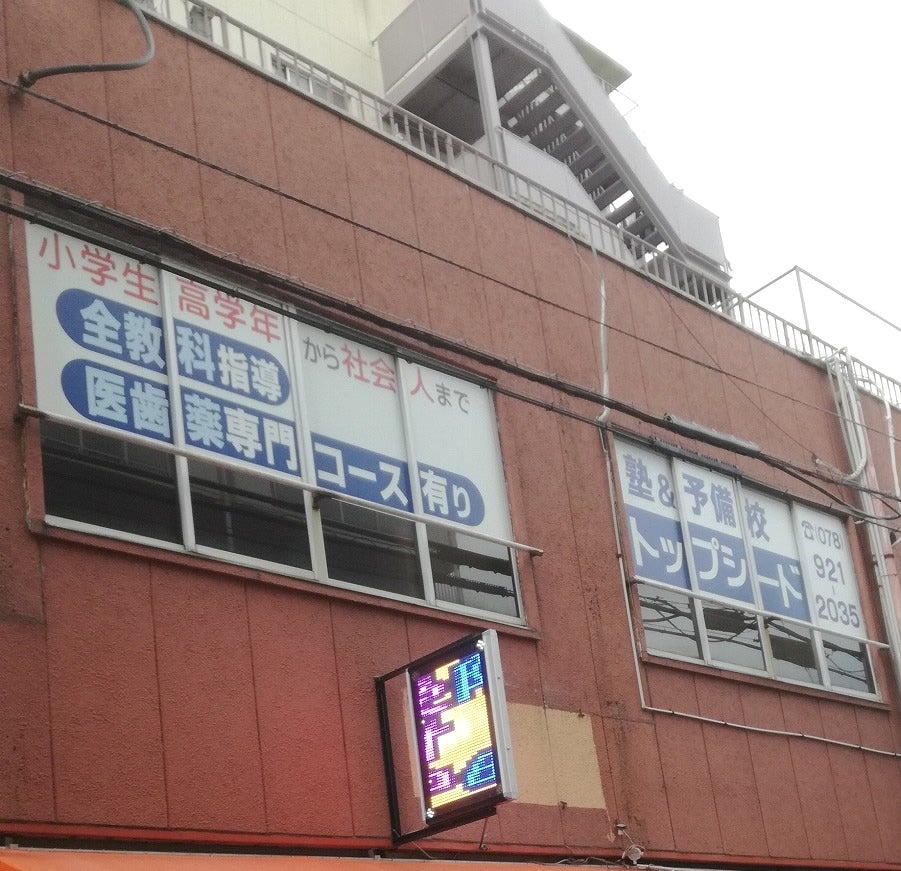 小学生 高学年から社会人まで
全教科指導
医歯薬専門コース有り
塾&予備校
トップシード
☎078
921-
2035